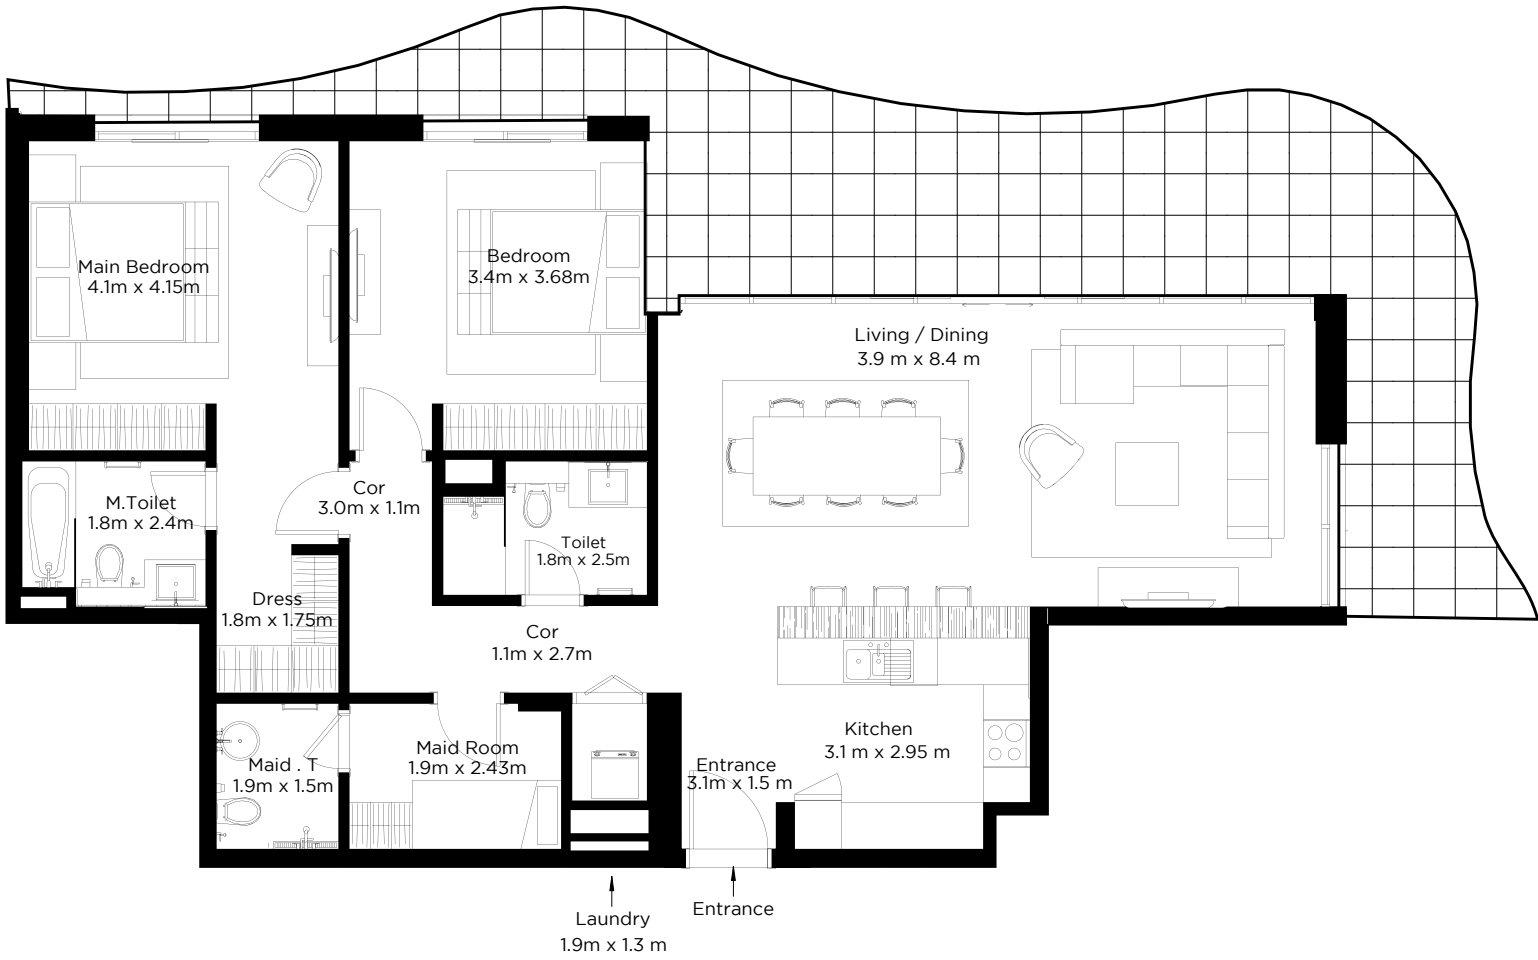 Main Bedroom
4.1m x 4.15m
Bedroom
3.4m x 3.68m
Living / Dining
3.9 m x 8.4 m
M.Toilet
1.8m x 2.4m
Cor
3.0m x 1.1m
Toilet
1.8m x 2.5m
Dress
1.8m x 1.75m
Cor
1.1m x 2.7m
Kitchen
3.1 m x 2.95 m
Maid . T
1.9m x 1.5m
Maid Room
1.9m x 2.43m
Entrance
3.1m x 1.5 m
Laundry
1.9m x 1.3 m
Entrance